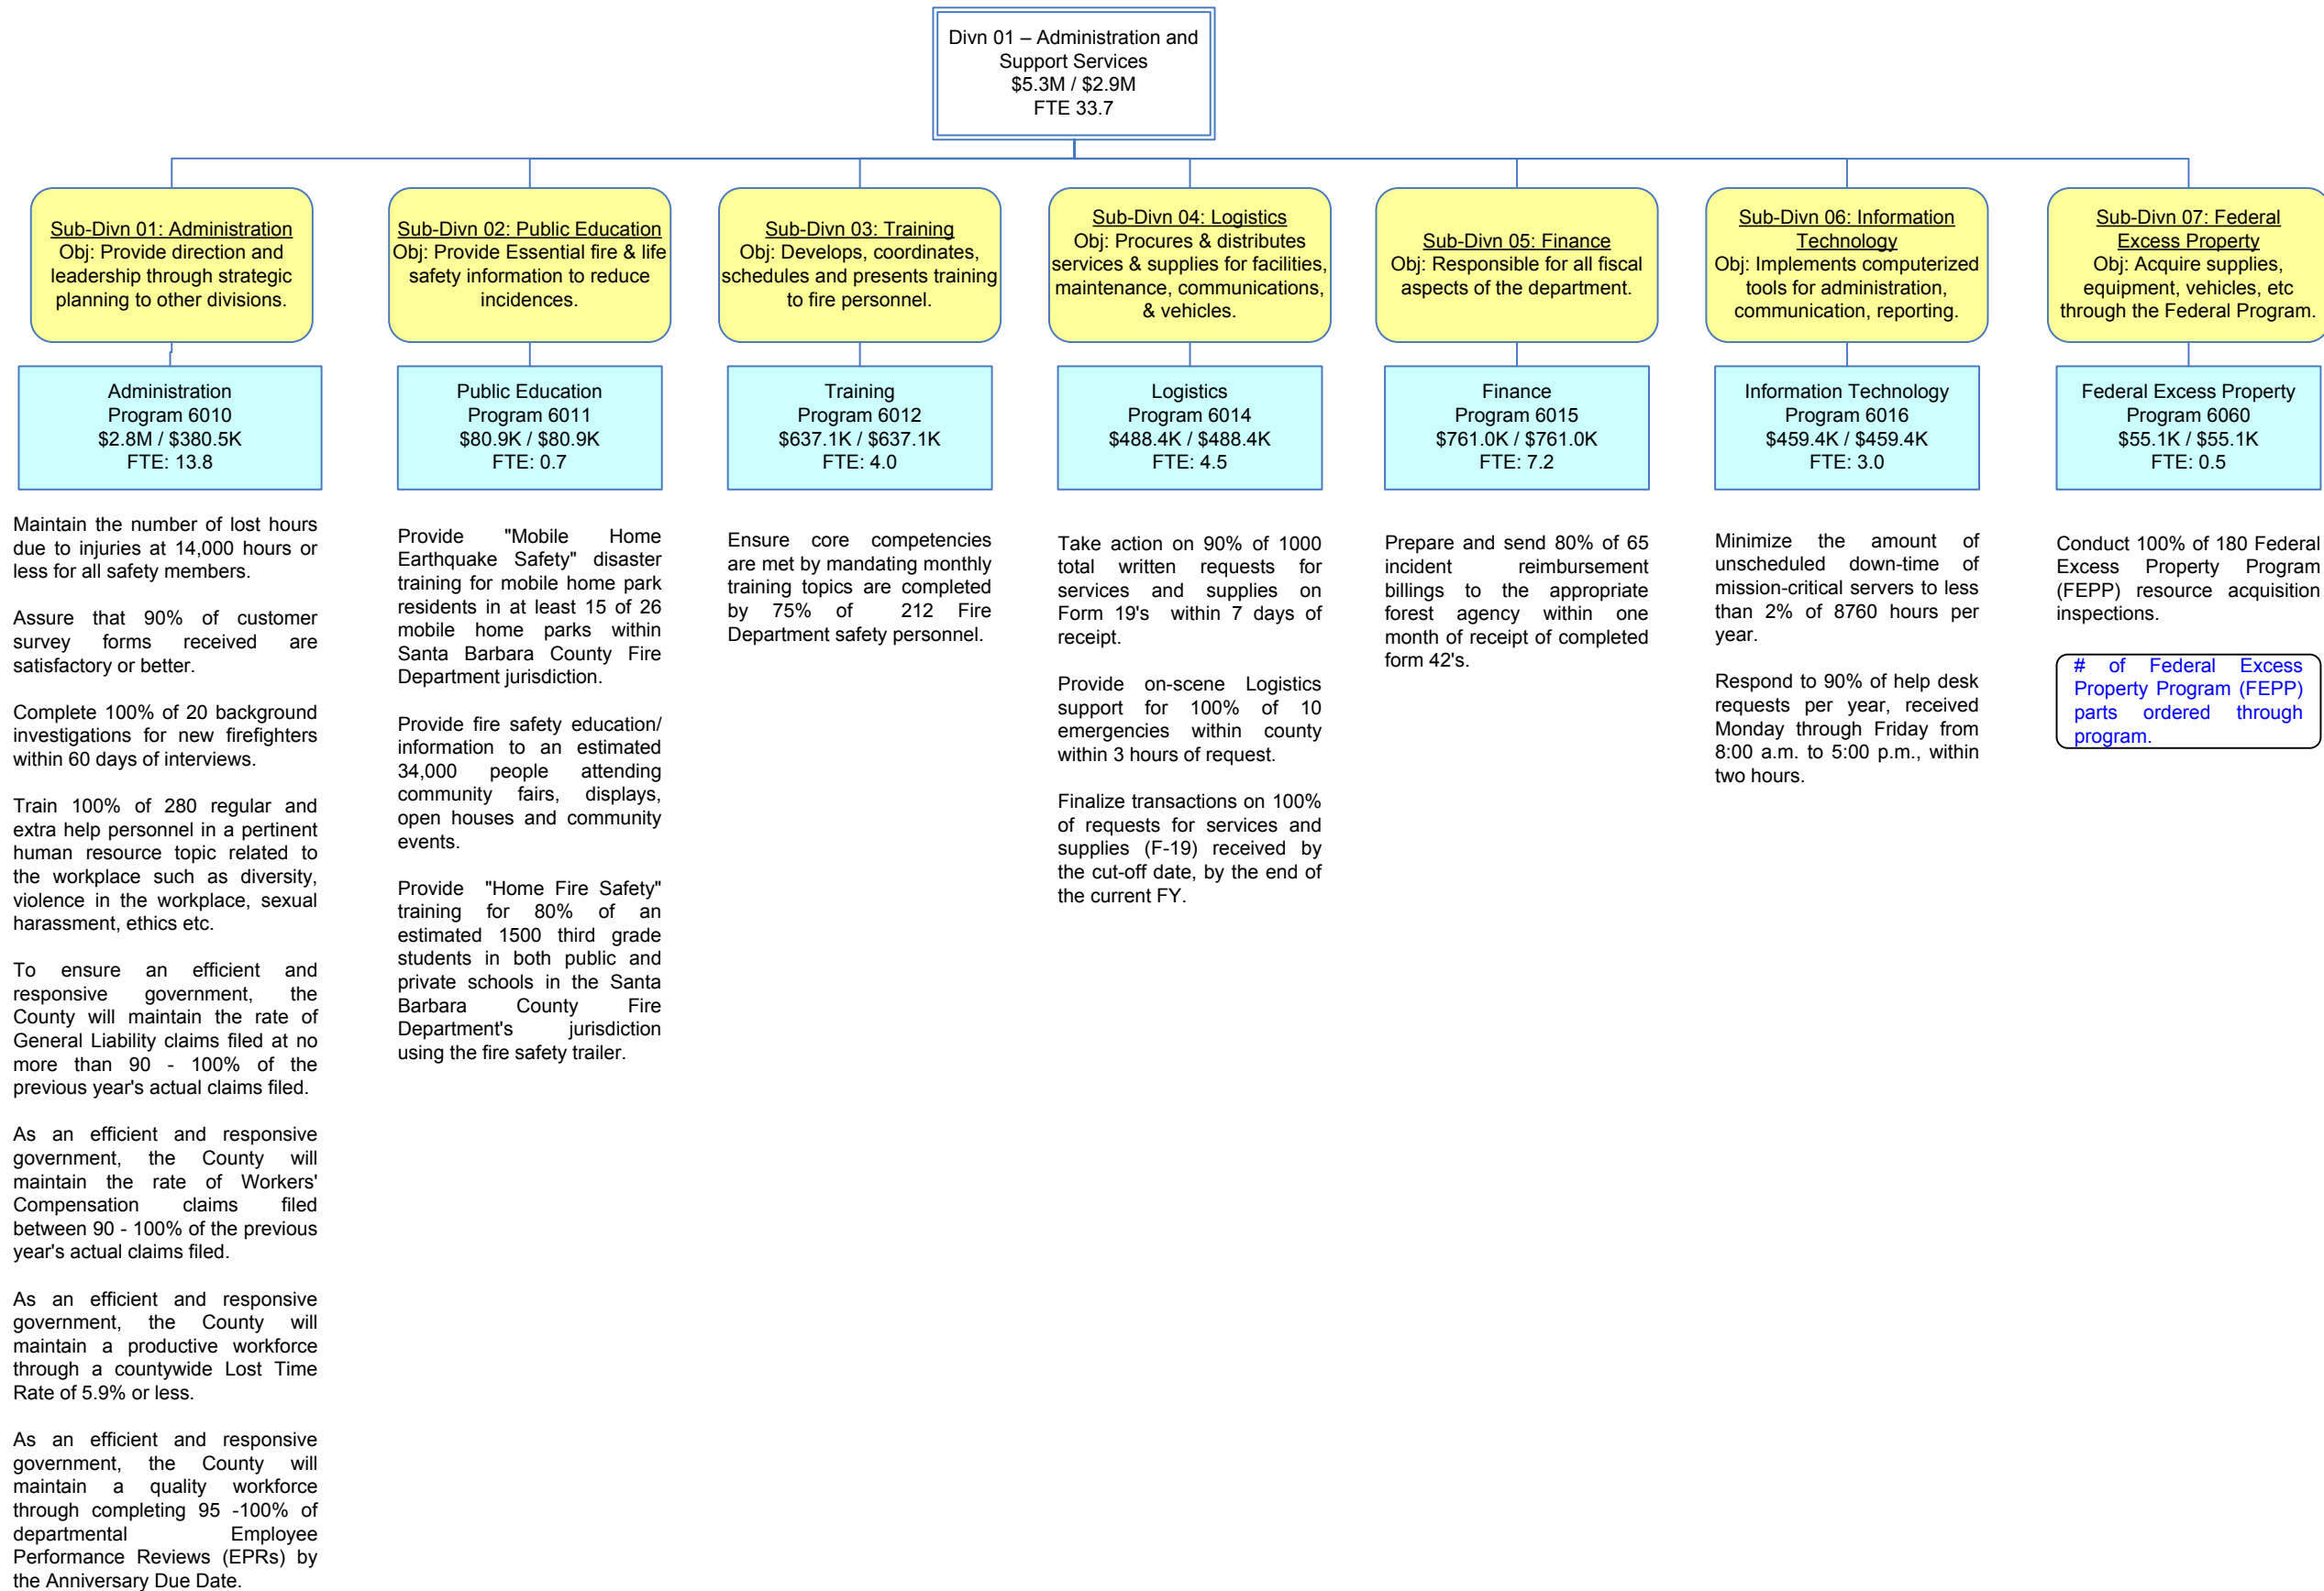 Divn 01 – Administration and
Support Services
$5.3M / $2.9M
FTE 33.7
Sub-Divn 01: Administration
Obj: Provide direction and
leadership through strategic
planning to other divisions.
Sub-Divn 02: Public Education
Obj: Provide Essential fire & life
safety information to reduce
incidences.
Sub-Divn 03: Training
Obj: Develops, coordinates,
schedules and presents training
to fire personnel.
Sub-Divn 04: Logistics
Obj: Procures & distributes
services & supplies for facilities,
maintenance, communications,
& vehicles.
Sub-Divn 05: Finance
Obj: Responsible for all fiscal
aspects of the department.
Sub-Divn 06: Information
Technology
Obj: Implements computerized
tools for administration,
communication, reporting.
Sub-Divn 07: Federal
Excess Property
Obj: Acquire supplies,
equipment, vehicles, etc
through the Federal Program.
Administration
Program 6010
$2.8M / $380.5K
FTE: 13.8
Public Education
Program 6011
$80.9K / $80.9K
FTE: 0.7
Training
Program 6012
$637.1K / $637.1K
FTE: 4.0
Logistics
Program 6014
$488.4K / $488.4K
FTE: 4.5
Finance
Program 6015
$761.0K / $761.0K
FTE: 7.2
Information Technology
Program 6016
$459.4K / $459.4K
FTE: 3.0
Federal Excess Property
Program 6060
$55.1K / $55.1K
FTE: 0.5
Maintain the number of lost hours
due to injuries at 14,000 hours or
less for all safety members.
Assure that 90% of customer
survey forms received are
satisfactory or better.
Complete 100% of 20 background
investigations for new firefighters
within 60 days of interviews.
Train 100% of 280 regular and
extra help personnel in a pertinent
human resource topic related to
the workplace such as diversity,
violence in the workplace, sexual
harassment, ethics etc.
To ensure an efficient and
responsive government, the
County will maintain the rate of
General Liability claims filed at no
more than 90 - 100% of the
previous year's actual claims filed.
As an efficient and responsive
government, the County will
maintain the rate of Workers'
Compensation claims filed
between 90 - 100% of the previous
year's actual claims filed.
As an efficient and responsive
government, the County will
maintain a productive workforce
through a countywide Lost Time
Rate of 5.9% or less.
As an efficient and responsive
government, the County will
maintain a quality workforce
through completing 95 -100% of
departmental Employee
Performance Reviews (EPRs) by
the Anniversary Due Date.
Provide "Mobile Home
Earthquake Safety" disaster
training for mobile home park
residents in at least 15 of 26
mobile home parks within
Santa Barbara County Fire
Department jurisdiction.
Provide fire safety education/
information to an estimated
34,000 people attending
community fairs, displays,
open houses and community
events.
Provide "Home Fire Safety"
training for 80% of an
estimated 1500 third grade
students in both public and
private schools in the Santa
Barbara County Fire
Department's jurisdiction
using the fire safety trailer.
Ensure core competencies
are met by mandating monthly
training topics are completed
by 75% of 212 Fire
Department safety personnel.
Take action on 90% of 1000
total written requests for
services and supplies on
Form 19's within 7 days of
receipt.
Provide on-scene Logistics
support for 100% of 10
emergencies within county
within 3 hours of request.
Finalize transactions on 100%
of requests for services and
supplies (F-19) received by
the cut-off date, by the end of
the current FY.
Prepare and send 80% of 65
incident reimbursement
billings to the appropriate
forest agency within one
month of receipt of completed
form 42's.
Minimize the amount of
unscheduled down-time of
mission-critical servers to less
than 2% of 8760 hours per
year.
Respond to 90% of help desk
requests per year, received
Monday through Friday from
8:00 a.m. to 5:00 p.m., within
two hours.
Conduct 100% of 180 Federal
Excess Property Program
(FEPP) resource acquisition
inspections.
# of Federal Excess
Property Program (FEPP)
parts ordered through
program.